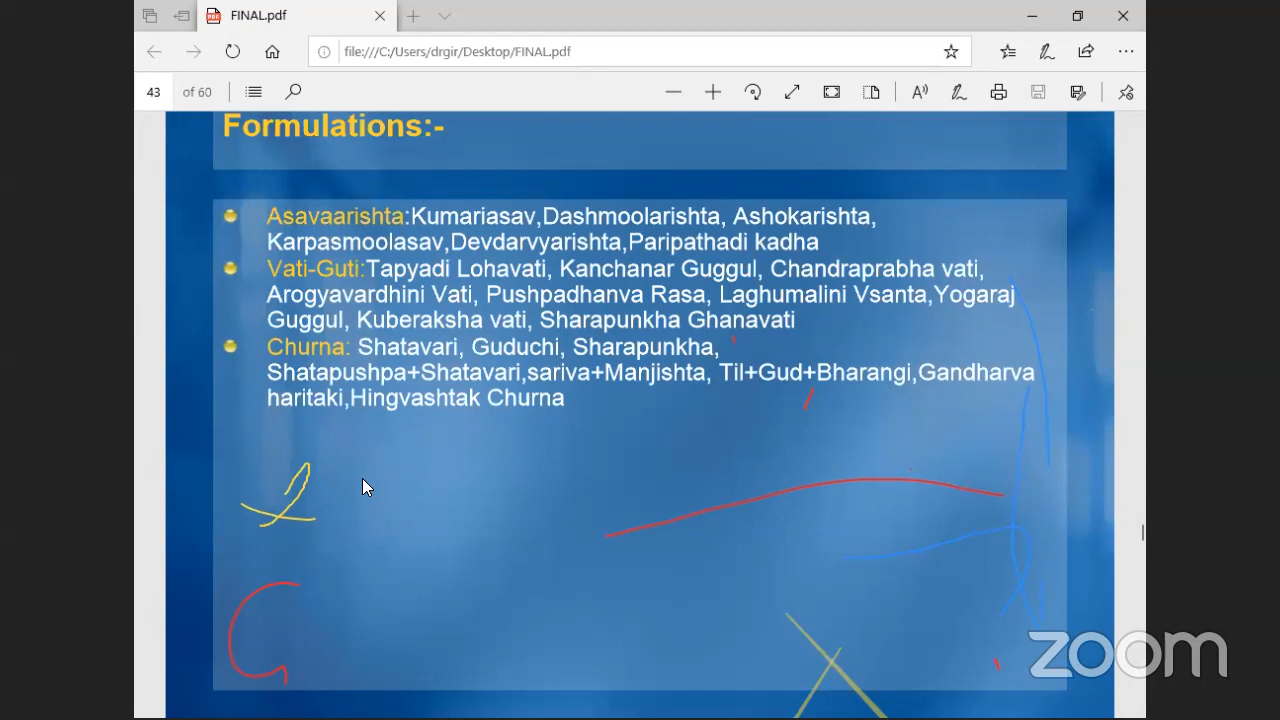 FINAL.pdf
file:///C:/Users/drgir/Desktop/FINAL.pdf
43 of 60
Formulations:-
Asavaarishta:Kumariasav,Dashmoolarishta, Ashokarishta,
Karpasmoolasav,Devdarvyarishta,Paripathadi kadha
Vati-Guti:Tapyadi Lohavati, Kanchanar Guggul, Chandraprabha vati,
Arogyavardhini Vati, Pushpadhanva Rasa, Laghumalini Vsanta,Yogaraj
Guggul, Kuberaksha vati, Sharapunkha Ghanavati
Churna: Shatavari, Guduchi, Sharapunkha,
Shatapushpa+Shatavari,sariva+Manjishta, Til+Gud+Bharangi,Gandharva
haritaki,Hingvashtak Churna
zoom